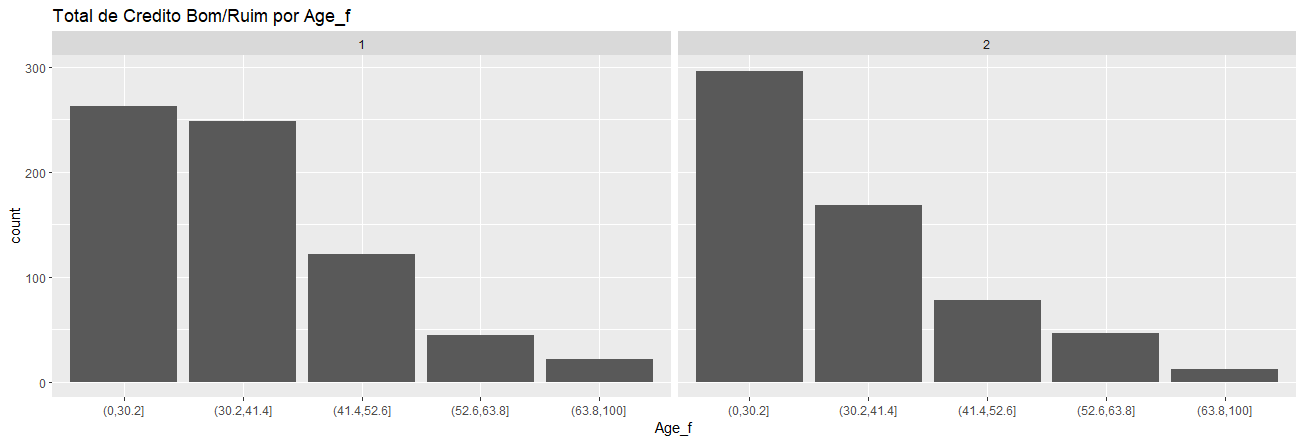 Total de Credito Bom/Ruim por Age_f
1 2
300
200
100
0
count
(0,30.2] (30.2,41.4] (41.4,52.6] (52.6,63.8] (63.8,100] (0,30.2] (30.2,41.4] (41.4,52.6] (52.6,63.8] (63.8,100]
Age_f